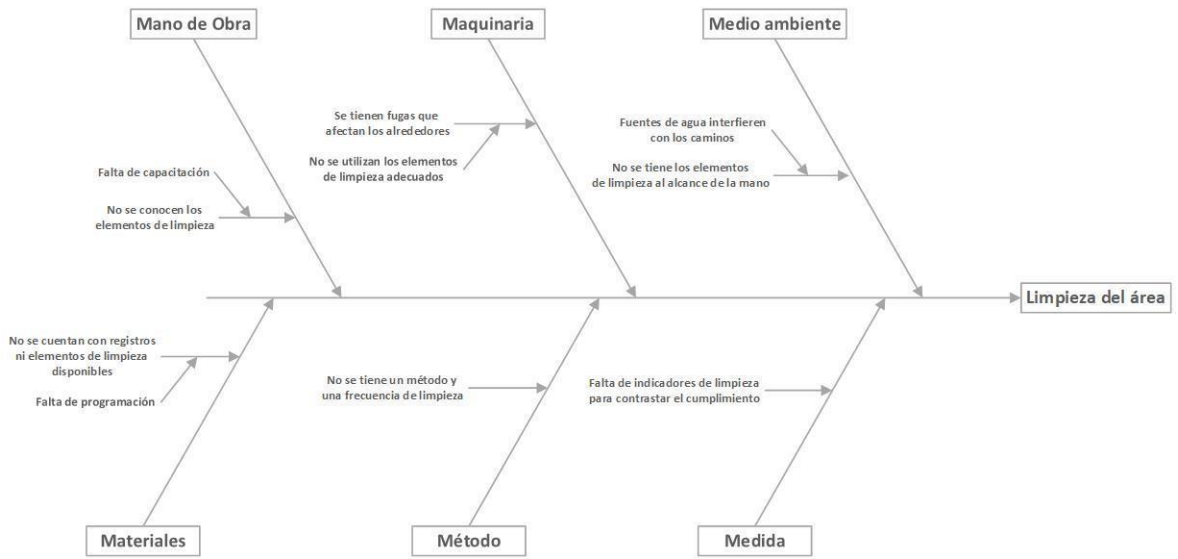 Mano de Obra
Maquinaria
Medio ambiente
Se tienen fugas que
afectan los alrededores
No se utilizan los elementos
de limpieza adecuados
Fuentes de agua interfieren
con los caminos
No se tiene los elementos
de limpieza al alcance de la mano
Falta de capacitación
No se conocen los
elementos de limpieza
Limpieza del área
No se cuentan con registros
ni elementos de limpieza
disponibles
Falta de programación
No se tiene un método y
una frecuencia de limpieza
Falta de indicadores de limpieza
para contrastar el cumplimiento
Materiales
Método
Medida